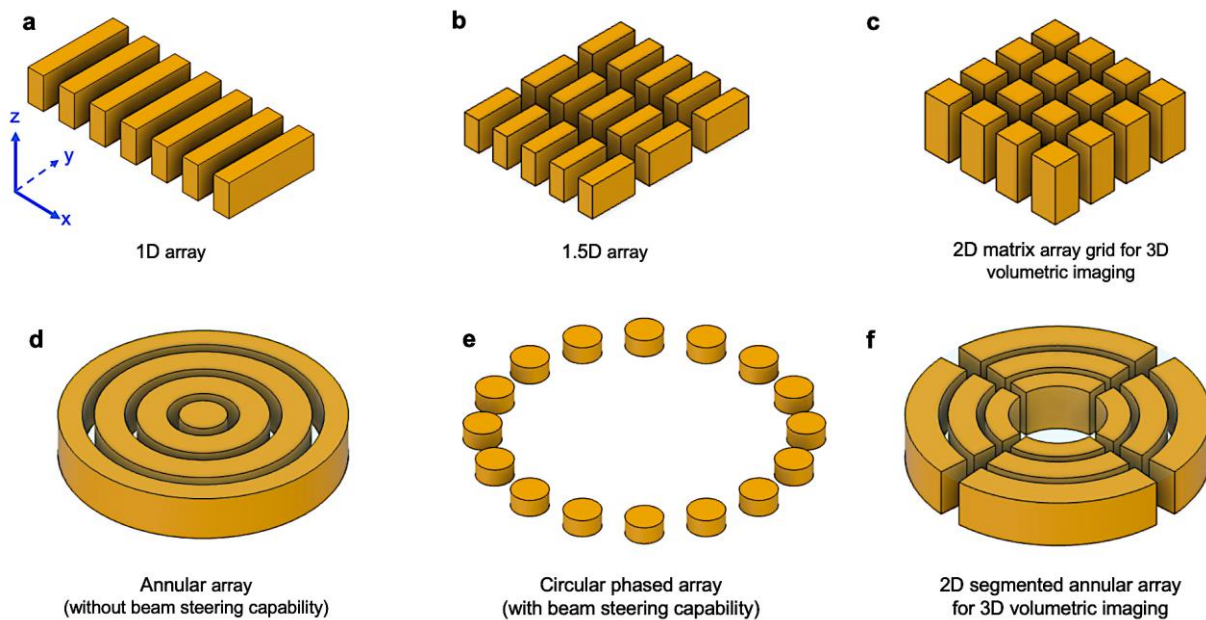 a
b
c
z
y
x
1D array
1.5D array
2D matrix array grid for 3D
volumetric imaging
d
e
f
Annular array
(without beam steering capability)
Circular phased array
(with beam steering capability)
2D segmented annular array
for 3D volumetric imaging